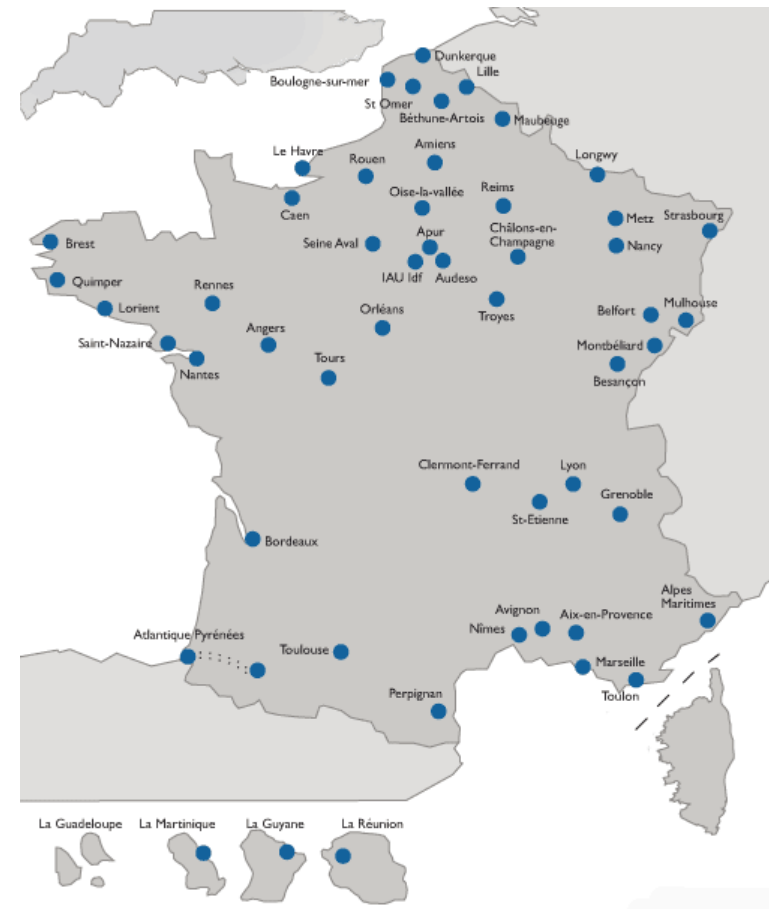 Dunkerque
Lille
Boulogne-sur-mer
St Omer
Béthune-Artois
Maubeuge
Amiens
Le Havre
Rouen
Longwy
Oise-la-vallée
Reims
Caen
Metz
Strasbourg
Seine Aval
Apur
Châlons-en-
Champagne
Brest
Nancy
IAU Idf
Audeso
Quimper
Rennes
Lorient
Orléans
Troyes
Belfort
Mulhouse
Saint-Nazaire
Angers
Montbéliard
Nantes
Tours
Besançon
Clermont-Ferrand
Lyon
Grenoble
St-Etienne
Bordeaux
Alpes
Maritimes
Avignon
Aix-en-Provence
Nîmes
Atlantique Pyrénées
Toulouse
Marseille
Toulon
Perpignan
La Guadeloupe
La Martinique
La Guyane
La Réunion